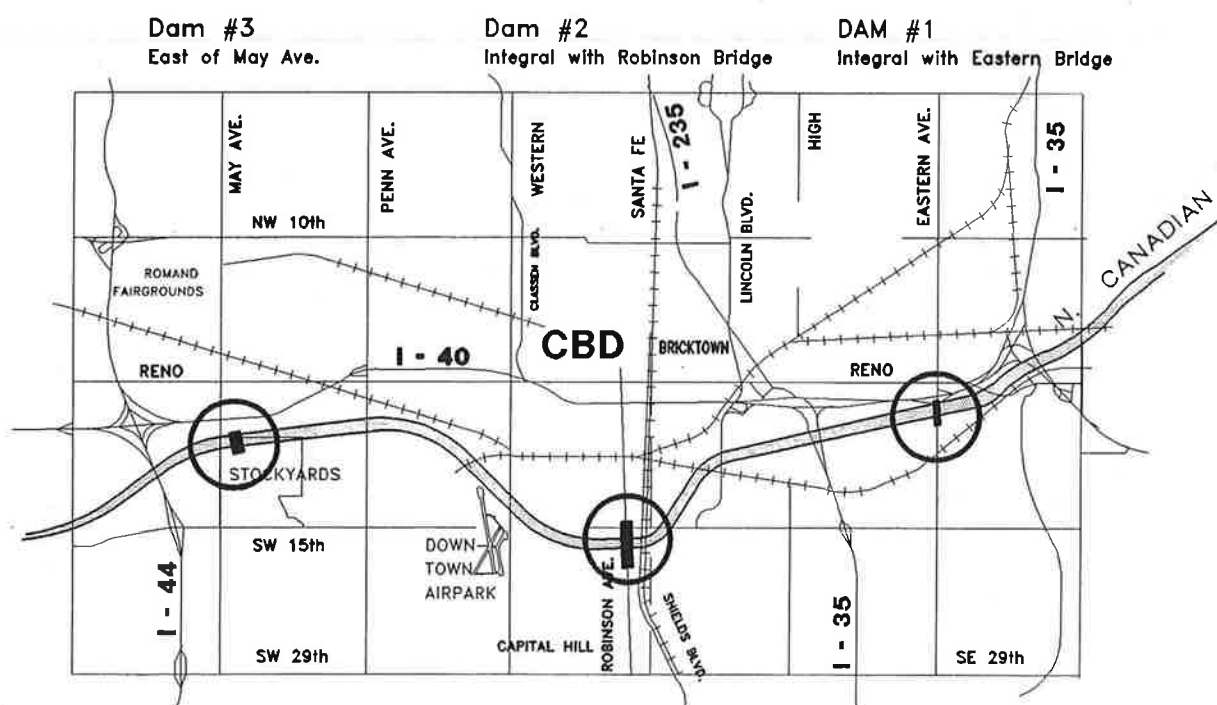 Dam #3
East of May Ave.
Dam #2
Integral with Robinson Bridge
DAM #1
Integral with Eastern Bridge
MAY AVE.
PENN AVE.
WESTERN
SANTA FE
I - 235
HIGH
EASTERN AVE.
I - 35
NW 10th
CLASSEN BLVD.
LINCOLN BLVD.
N. CANADIAN
ROMAND
FAIRGROUNDS
CBD
BRICKTOWN
RENO
I - 40
RENO
STOCKYARDS
SW 15th
DOWN-
TOWN
AIRPARK
I - 44
ROBINSON AVE.
SHIELDS BLVD.
I - 35
CAPITAL HILL
SW 29th
SE 29th